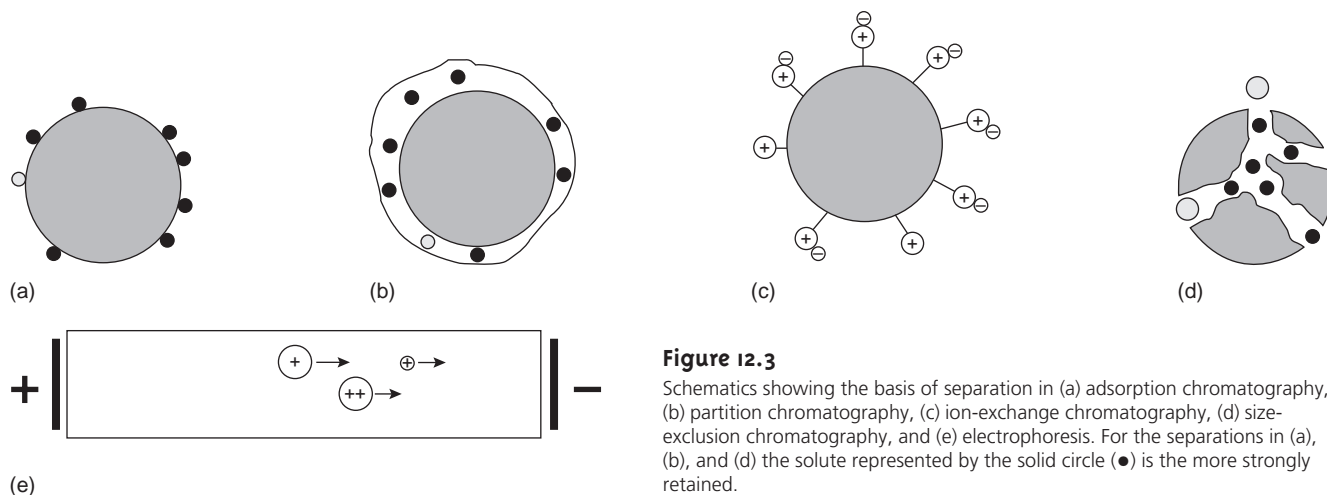 (a)
(b)
(c)
(d)
+ + + ++ −
(e)
Figure 12.3
Schematics showing the basis of separation in (a) adsorption chromatography,
(b) partition chromatography, (c) ion-exchange chromatography, (d) size-
exclusion chromatography, and (e) electrophoresis. For the separations in (a),
(b), and (d) the solute represented by the solid circle (●) is the more strongly
retained.